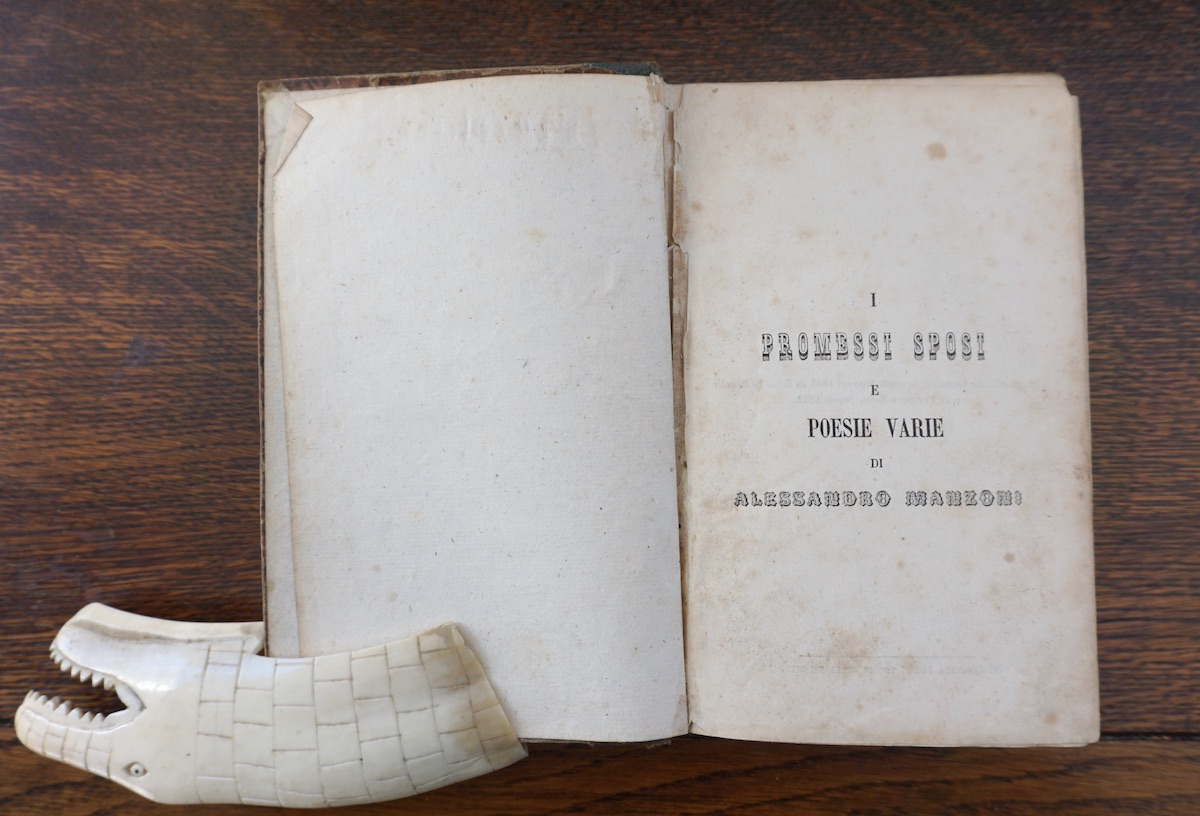 I
PROMESSI SPOSI
E
POESIE VARIE
DI
ALESSANDRO MANZONI